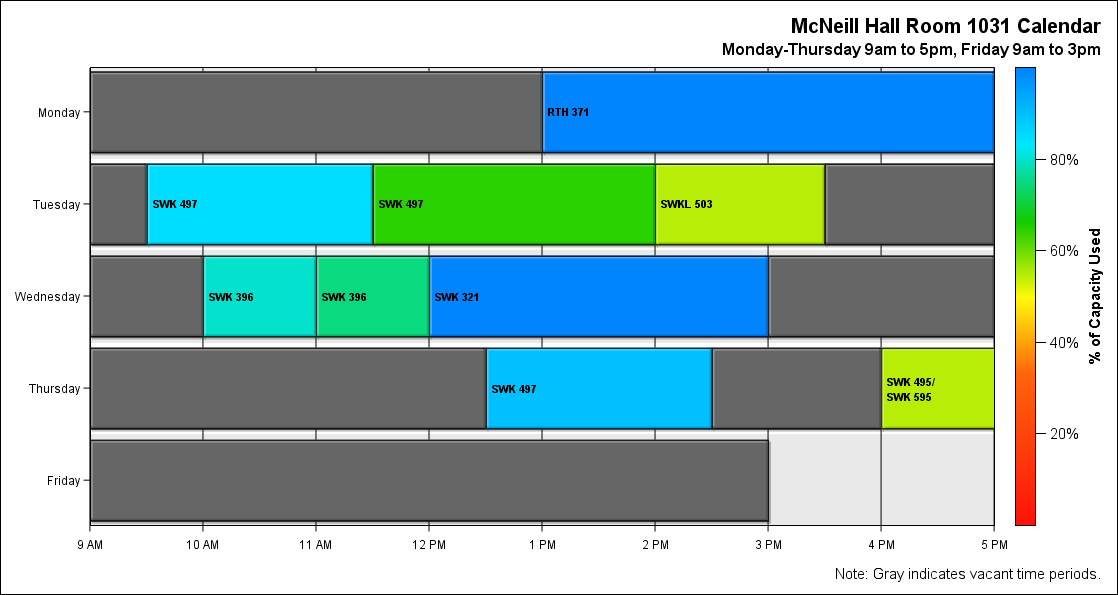 McNeill Hall Room 1031 Calendar
Monday-Thursday 9am to 5pm, Friday 9am to 3pm
Monday
RTH 371
Tuesday
SWK 497
SWK 497
SWKL 503
Wednesday
SWK 396
SWK 396
SWK 321
Thursday
SWK 497
SWK 495/
SWK 595
Friday
9 AM
10 AM
11 AM
12 PM
1 PM
2 PM
3 PM
4 PM
5 PM
80%
60%
40%
20%
% of Capacity Used
Note: Gray indicates vacant time periods.